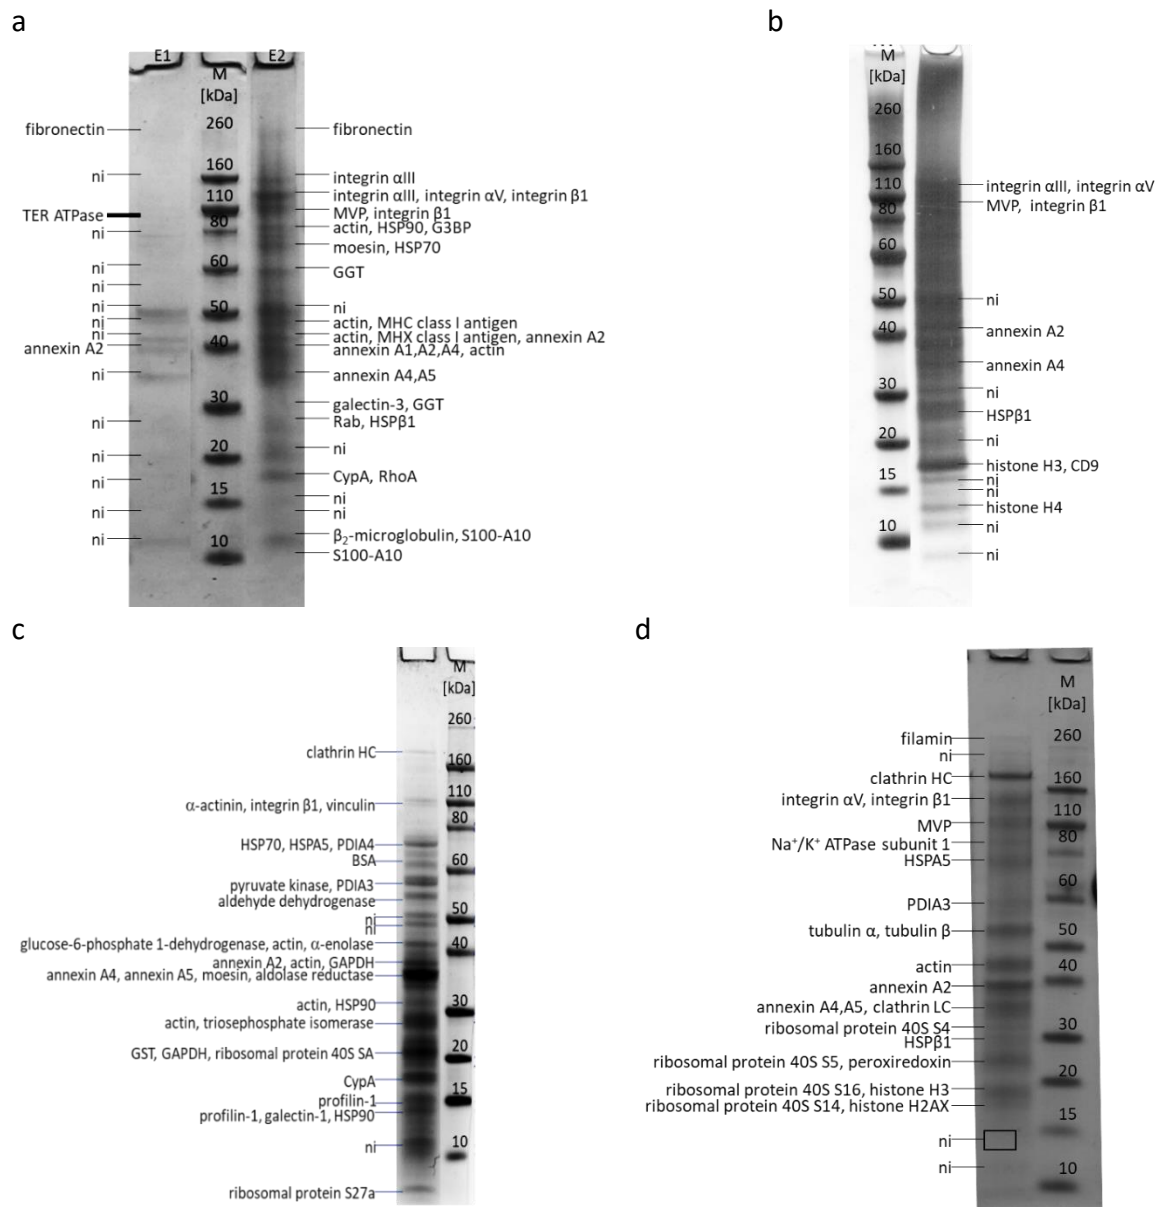 a
E1
E2
M
[kDa]
260
160
110
80
60
50
40
30
20
15
10
fibronectin
ni
TER ATPase
ni
ni
ni
ni
ni
ni
annexin A2
ni
ni
ni
ni
ni
ni
fibronectin
integrin αIII
integrin αIII, integrin αV, integrin β1
MVP, integrin β1
actin, HSP90, G3BP
moesin, HSP70
GGT
ni
actin, MHC class I antigen
actin, MHX class I antigen, annexin A2
annexin A1,A2,A4, actin
annexin A4,A5
galectin-3, GGT
Rab, HSPβ1
ni
CypA, RhoA
ni
ni
β₂-microglobulin, S100-A10
S100-A10
b
M
[kDa]
260
160
110
80
60
50
40
30
20
15
10
integrin αIII, integrin αV
MVP, integrin β1
ni
annexin A2
annexin A4
ni
HSPβ1
ni
histone H3, CD9
ni
ni
histone H4
ni
ni
c
M
[kDa]
260
160
110
80
60
50
40
30
20
15
10
clathrin HC
α-actinin, integrin β1, vinculin
HSP70, HSPA5, PDIA4
BSA
pyruvate kinase, PDIA3
aldehyde dehydrogenase
ni
ni
glucose-6-phosphate 1-dehydrogenase, actin, α-enolase
annexin A2, actin, GAPDH
annexin A4, annexin A5, moesin, aldolase reductase
actin, HSP90
actin, triosephosphate isomerase
GST, GAPDH, ribosomal protein 40S SA
CypA
profilin-1
profilin-1, galectin-1, HSP90
ni
ribosomal protein S27a
d
M
[kDa]
260
160
110
80
60
50
40
30
20
15
10
filamin
ni
clathrin HC
integrin αV, integrin β1
MVP
Na⁺/K⁺ ATPase subunit 1
HSPA5
PDIA3
tubulin α, tubulin β
actin
annexin A2
annexin A4,A5, clathrin LC
ribosomal protein 40S S4
HSPβ1
ribosomal protein 40S S5, peroxiredoxin
ribosomal protein 40S S16, histone H3
ribosomal protein 40S S14, histone H2AX
ni
ni